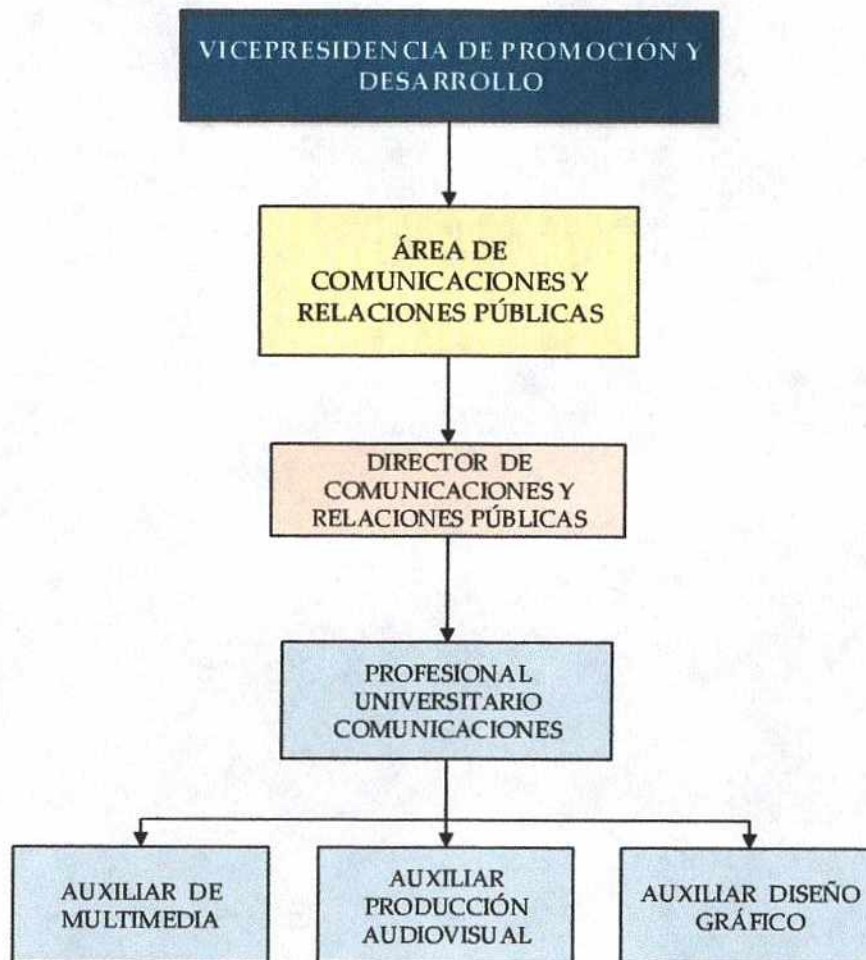 VICEPRESIDENCIA DE PROMOCIÓN Y
DESARROLLO
ÁREA DE
COMUNICACIONES Y
RELACIONES PÚBLICAS
DIRECTOR DE
COMUNICACIONES Y
RELACIONES PÚBLICAS
PROFESIONAL
UNIVERSITARIO
COMUNICACIONES
AUXILIAR DE
MULTIMEDIA
AUXILIAR
PRODUCCIÓN
AUDIOVISUAL
AUXILIAR DISEÑO
GRÁFICO